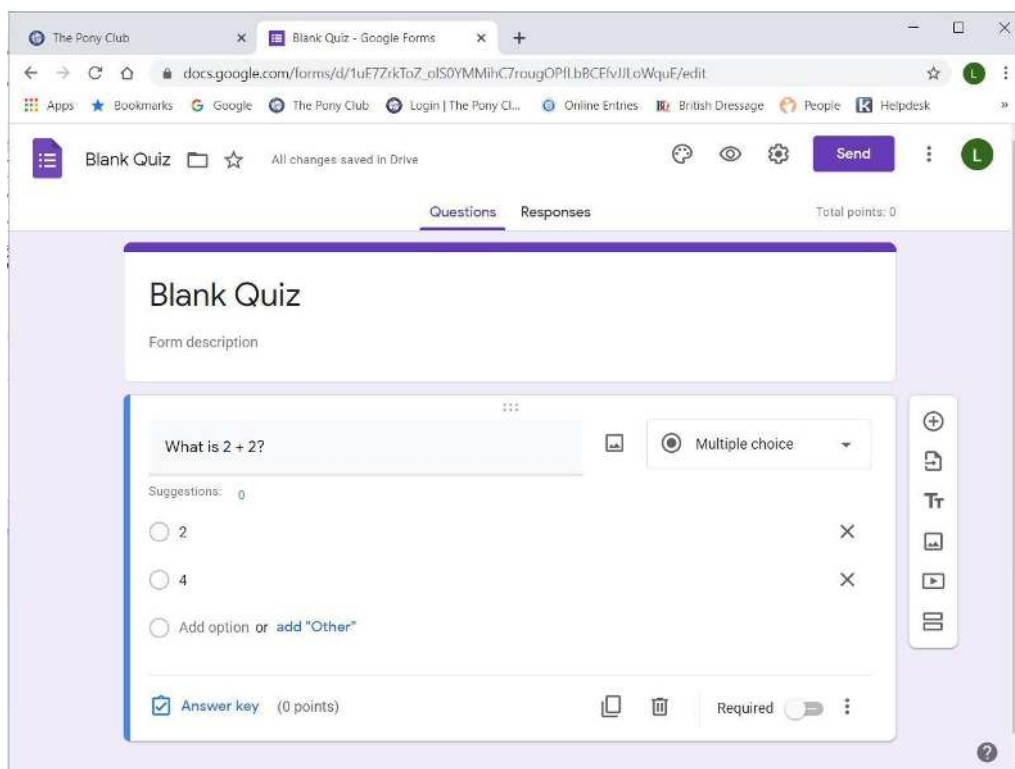 The Pony Club
Blank Quiz - Google Forms
docs.google.com/forms/d/1uE7ZrkToZ_olS0YMMihC7rougOPfLbBCEfvJJLoWquE/edit
L
Apps Bookmarks Google The Pony Club Login | The Pony Cl... Online Entries British Dressage People Helpdesk »
Blank Quiz All changes saved in Drive Send L
Questions Responses Total points: 0
Blank Quiz
Form description
What is 2 + 2? Multiple choice
Suggestions: 0
2
4
Add option or add "Other"
Answer key (0 points) Required